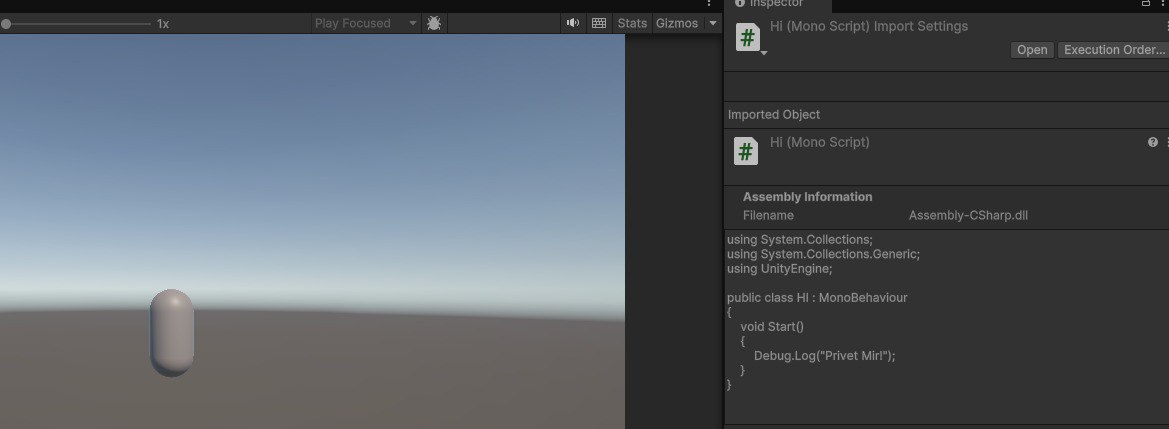 Inspector
1x
Play Focused
Stats
Gizmos
Hi (Mono Script) Import Settings
Open
Execution Order...
Imported Object
#
Hi (Mono Script)
#
Assembly Information
Filename Assembly-CSharp.dll
using System.Collections;
using System.Collections.Generic;
using UnityEngine;
public class HI : MonoBehaviour
{
void Start()
{
Debug.Log("Privet Mir!");
}
}